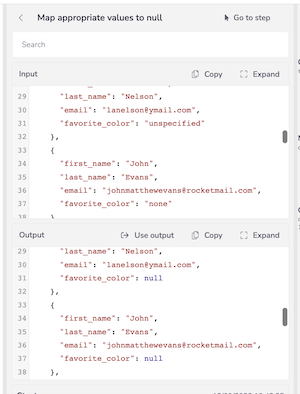 Map appropriate values to null
Go to step
Search
Input
Copy
Expand
29 "last_name": "Nelson",
30 "email": "lanelson@ymail.com",
31 "favorite_color": "unspecified"
32 },
33 {
34 "first_name": "John",
35 "last_name": "Evans",
36 "email": "johnmatthewevans@rocketmail.com",
37 "favorite_color": "none"
38 }
Output
Use output
Copy
Expand
29 "last_name": "Nelson",
30 "email": "lanelson@ymail.com",
31 "favorite_color": null
32 },
33 {
34 "first_name": "John",
35 "last_name": "Evans",
36 "email": "johnmatthewevans@rocketmail.com",
37 "favorite_color": null
38 },